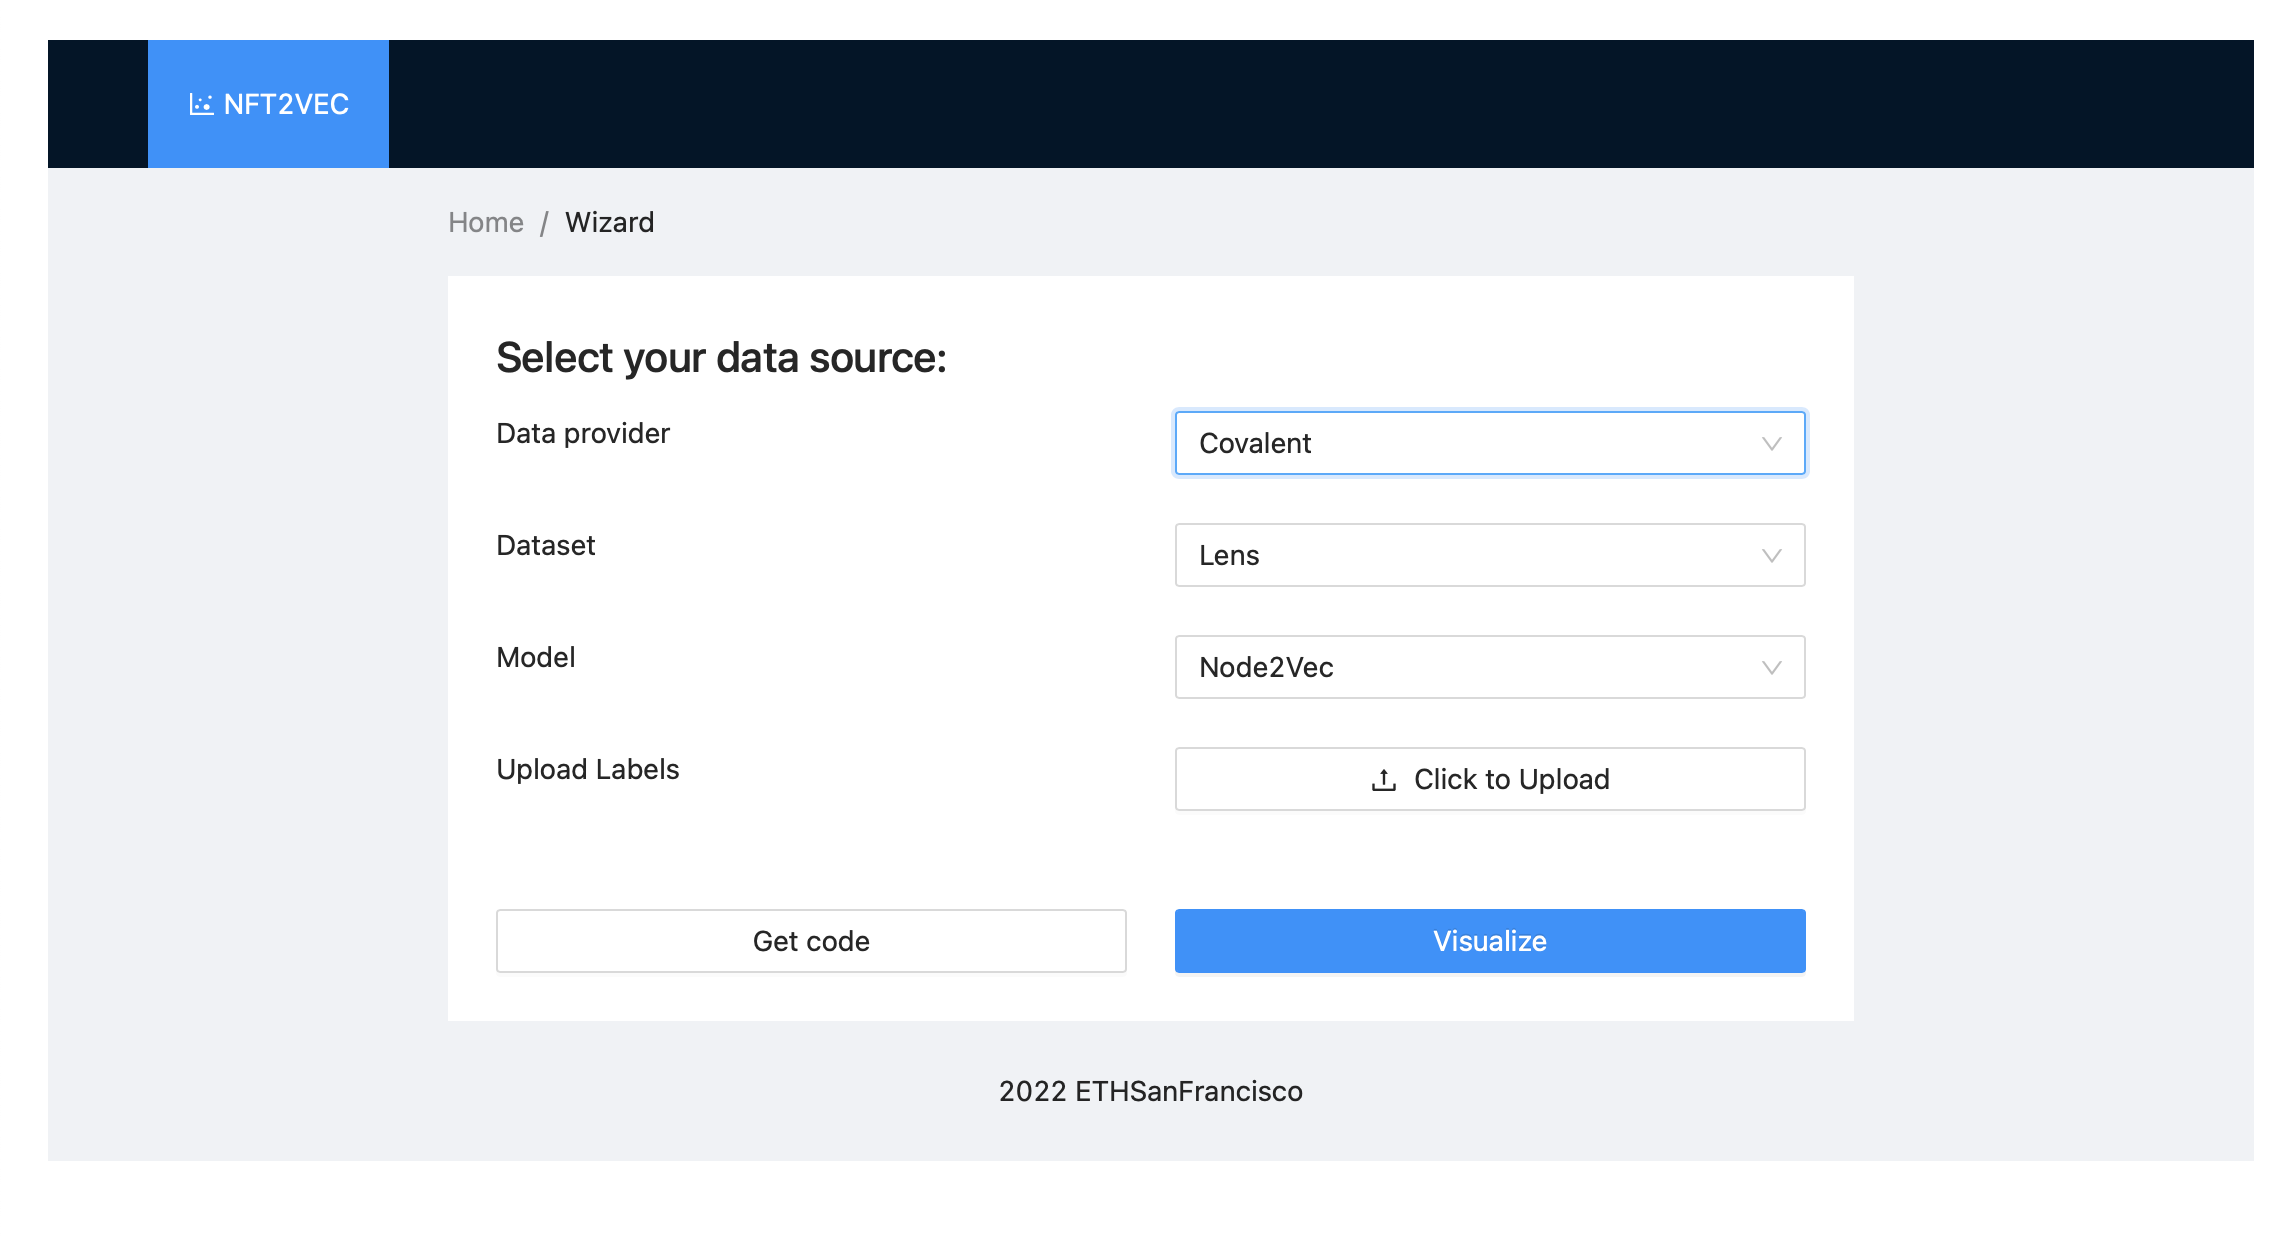 NFT2VEC
Home / Wizard
Select your data source:
Data provider
Covalent
Dataset
Lens
Model
Node2Vec
Upload Labels
Click to Upload
Get code
Visualize
2022 ETHSanFrancisco